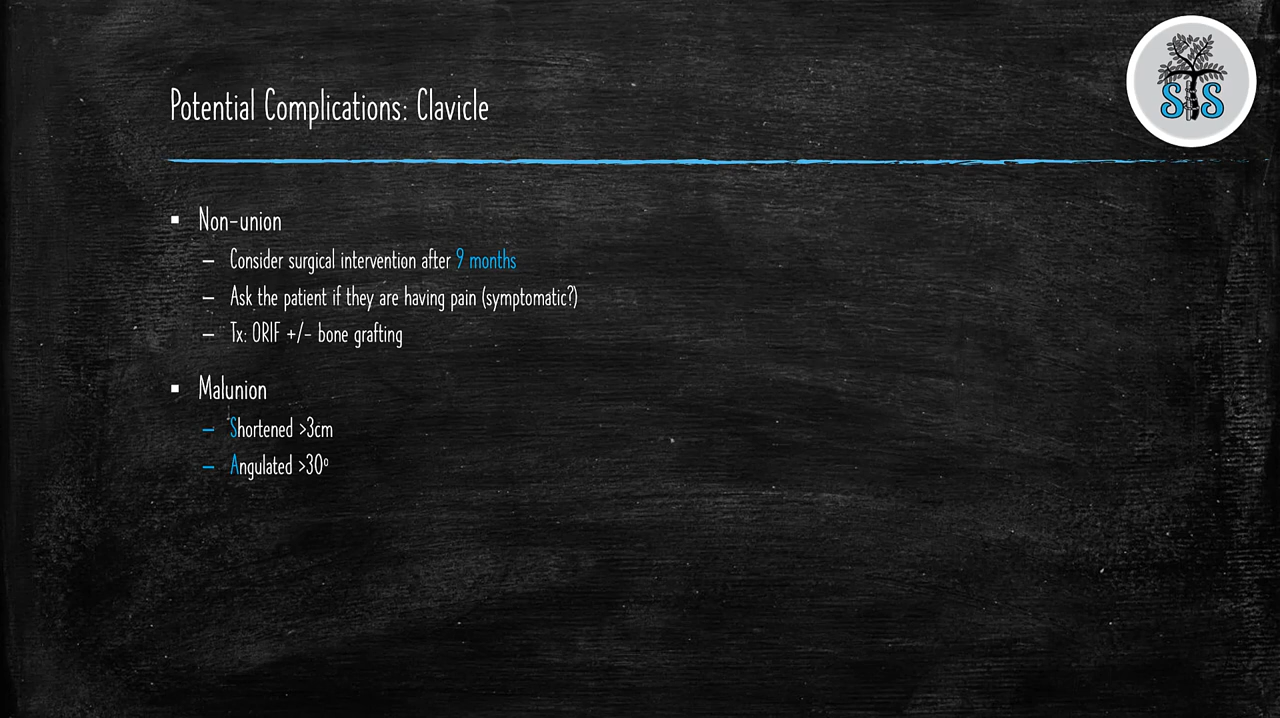 SIS
Potential Complications: Clavicle
▪ Non-union
– Consider surgical intervention after 9 months
– Ask the patient if they are having pain (symptomatic?)
– Tx: ORIF +/- bone grafting
▪ Malunion
– Shortened >3cm
– Angulated >30º